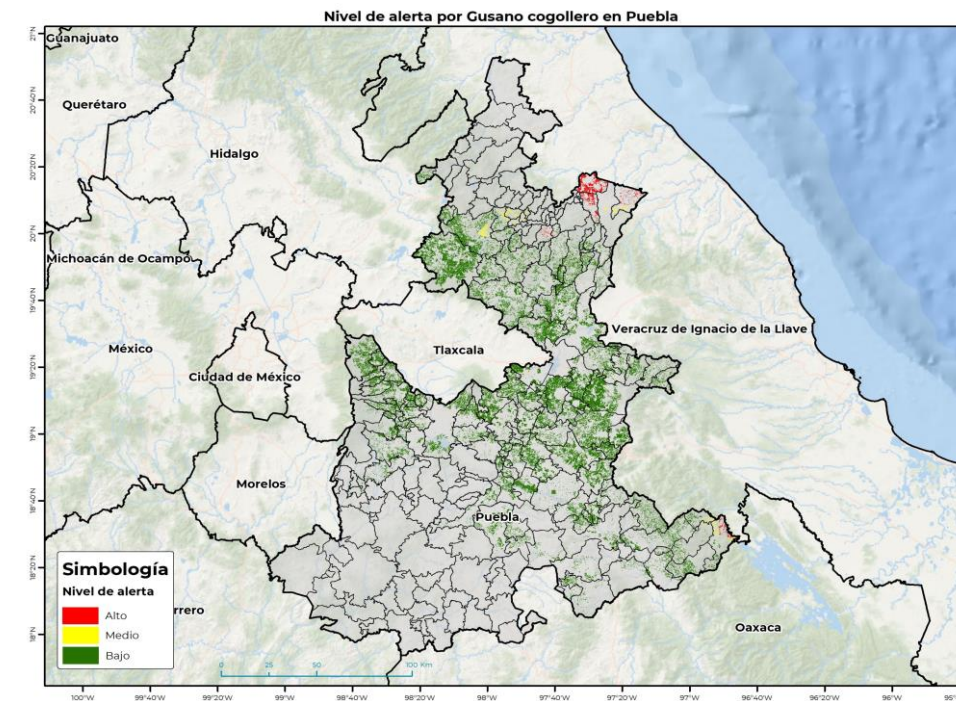 Nivel de alerta por Gusano cogollero en Puebla
Guanajuato
Querétaro
Hidalgo
Michoacán de Ocampo
México
Ciudad de México
Tlaxcala
Veracruz de Ignacio de la Llave
Morelos
Puebla
Oaxaca
rrero
Simbología
Nivel de alerta
Alto
Medio
Bajo
0 25 50 100 Km
21°N
20°40'N
20°20'N
20°N
19°40'N
19°20'N
19°N
18°40'N
18°20'N
18°N
100°W 99°40'W 99°20'W 99°W 98°40'W 98°20'W 98°W 97°40'W 97°20'W 97°W 96°40'W 96°20'W 96°W 95°